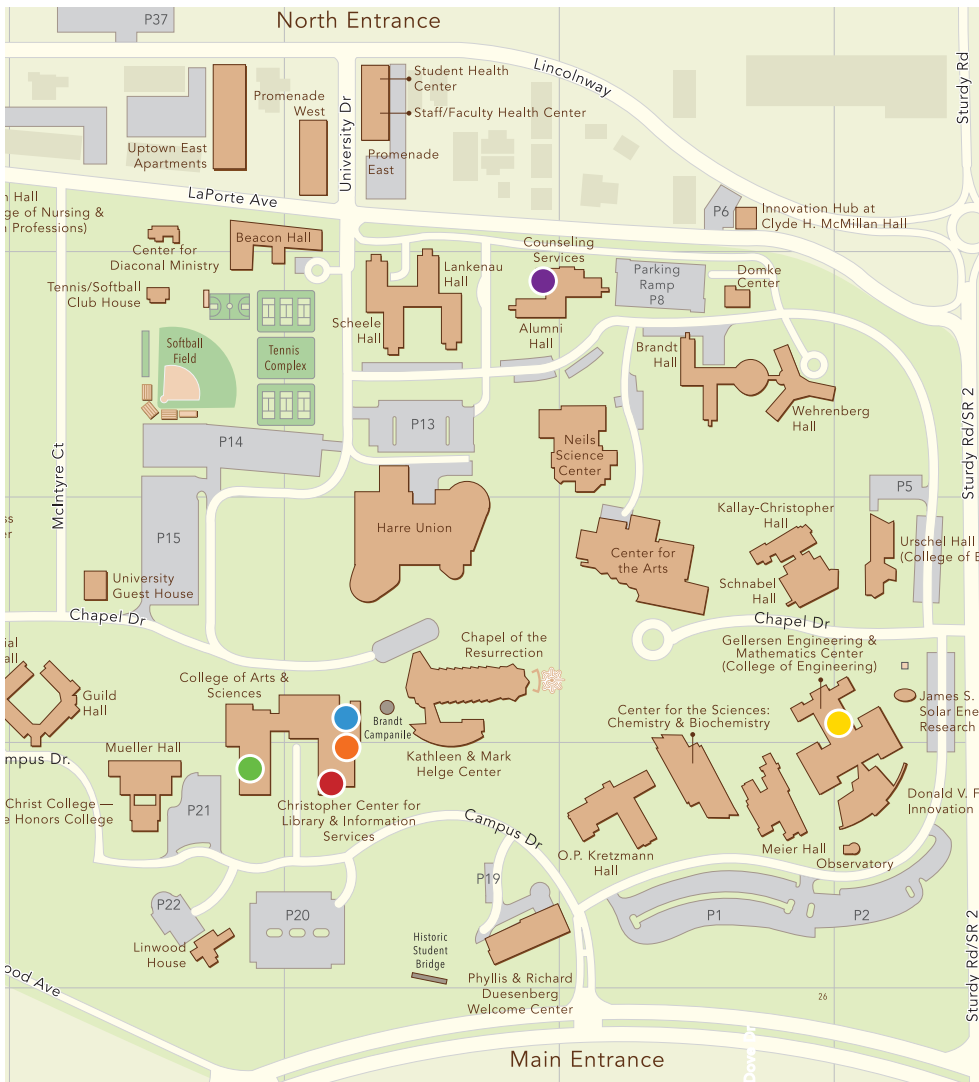 P37
North Entrance
Sturdy Rd
Lincolnway
Student Health
Center
Staff/Faculty Health Center
Promenade
West
University Dr
Promenade
East
Uptown East
Apartments
LaPorte Ave
Hall
ge of Nursing &
Professions)
P6
Innovation Hub at
Clyde H. McMillan Hall
Center for
Diaconal Ministry
Beacon Hall
Lankenau
Hall
Counseling
Services
Parking
Ramp
P8
Domke
Center
Tennis/Softball
Club House
Scheele
Hall
Alumni
Hall
Softball
Field
Tennis
Complex
Brandt
Hall
Wehrenberg
Hall
Sturdy Rd/SR 2
P14
P13
Neils
Science
Center
McIntyre Ct
P15
Harre Union
P5
Kallay-Christopher
Hall
Center for
the Arts
Urschel Hall
(College of
Schnabel
Hall
University
Guest House
Chapel Dr
Chapel Dr
Chapel of the
Resurrection
Gellersen Engineering &
Mathematics Center
(College of Engineering)
Guild
Hall
College of Arts &
Sciences
Brandt
Campanile
Center for the Sciences:
Chemistry & Biochemistry
James S.
Solar Ene
Research
Mueller Hall
mpus Dr.
Kathleen & Mark
Helge Center
Christ College —
e Honors College
P21
Christopher Center for
Library & Information
Services
Campus Dr
Donald V. F
Innovation
O.P. Kretzmann
Hall
Meier Hall
Observatory
P19
P22
P20
P1
P2
Linwood
House
Historic
Student
Bridge
Phyllis & Richard
Duesenberg
Welcome Center
ood Ave
26
Sturdy Rd/SR 2
Main Entrance